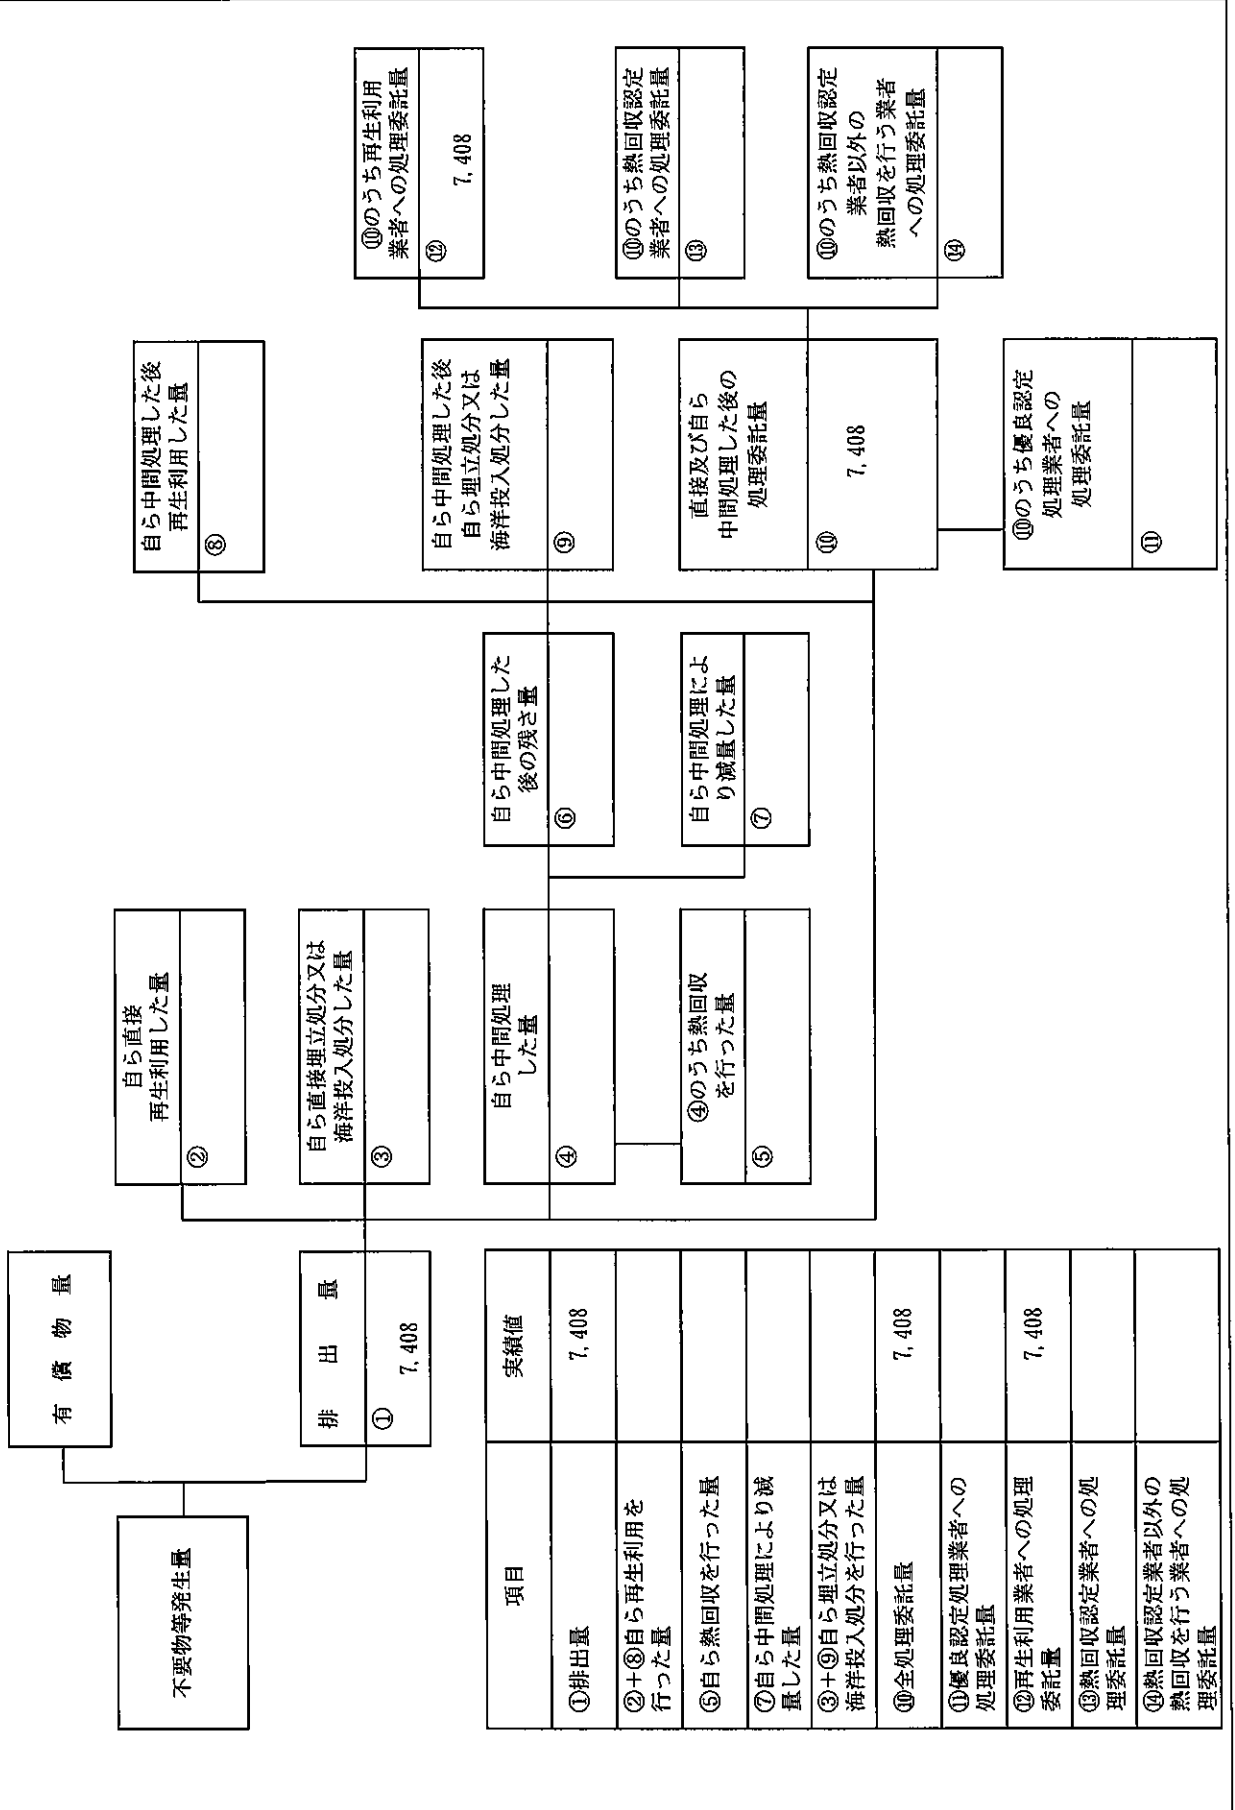 不要物等発生量
有償物量
排出量
①
7,408
自ら直接
再生利用した量
②
自ら直接埋立処分又は
海洋投入処分した量
③
自ら中間処理
した量
④
④のうち熱回収
を行った量
⑤
自ら中間処理した
後の残さ量
⑥
自ら中間処理によ
り減量した量
⑦
自ら中間処理した後
再生利用した量
⑧
自ら中間処理した後
自ら埋立処分又は
海洋投入処分した量
⑨
直接及び自ら
中間処理した後の
処理委託量
⑩
7,408
⑩のうち優良認定
処理業者への
処理委託量
⑪
⑩のうち再生利用
業者への処理委託量
⑫
7,408
⑩のうち熱回収認定
業者への処理委託量
⑬
⑩のうち熱回収認定
業者以外の
熱回収を行う業者
への処理委託量
⑭
項目 実績値
①排出量 7,408
②+⑧自ら再生利用を
行った量
⑤自ら熱回収を行った量
⑦自ら中間処理により減
量した量
③+⑨自ら埋立処分又は
海洋投入処分を行った量
⑩全処理委託量 7,408
⑪優良認定処理業者への
処理委託量
⑫再生利用業者への処理
委託量 7,408
⑬熱回収認定業者への処
理委託量
⑭熱回収認定業者以外の
熱回収を行う業者への処
理委託量